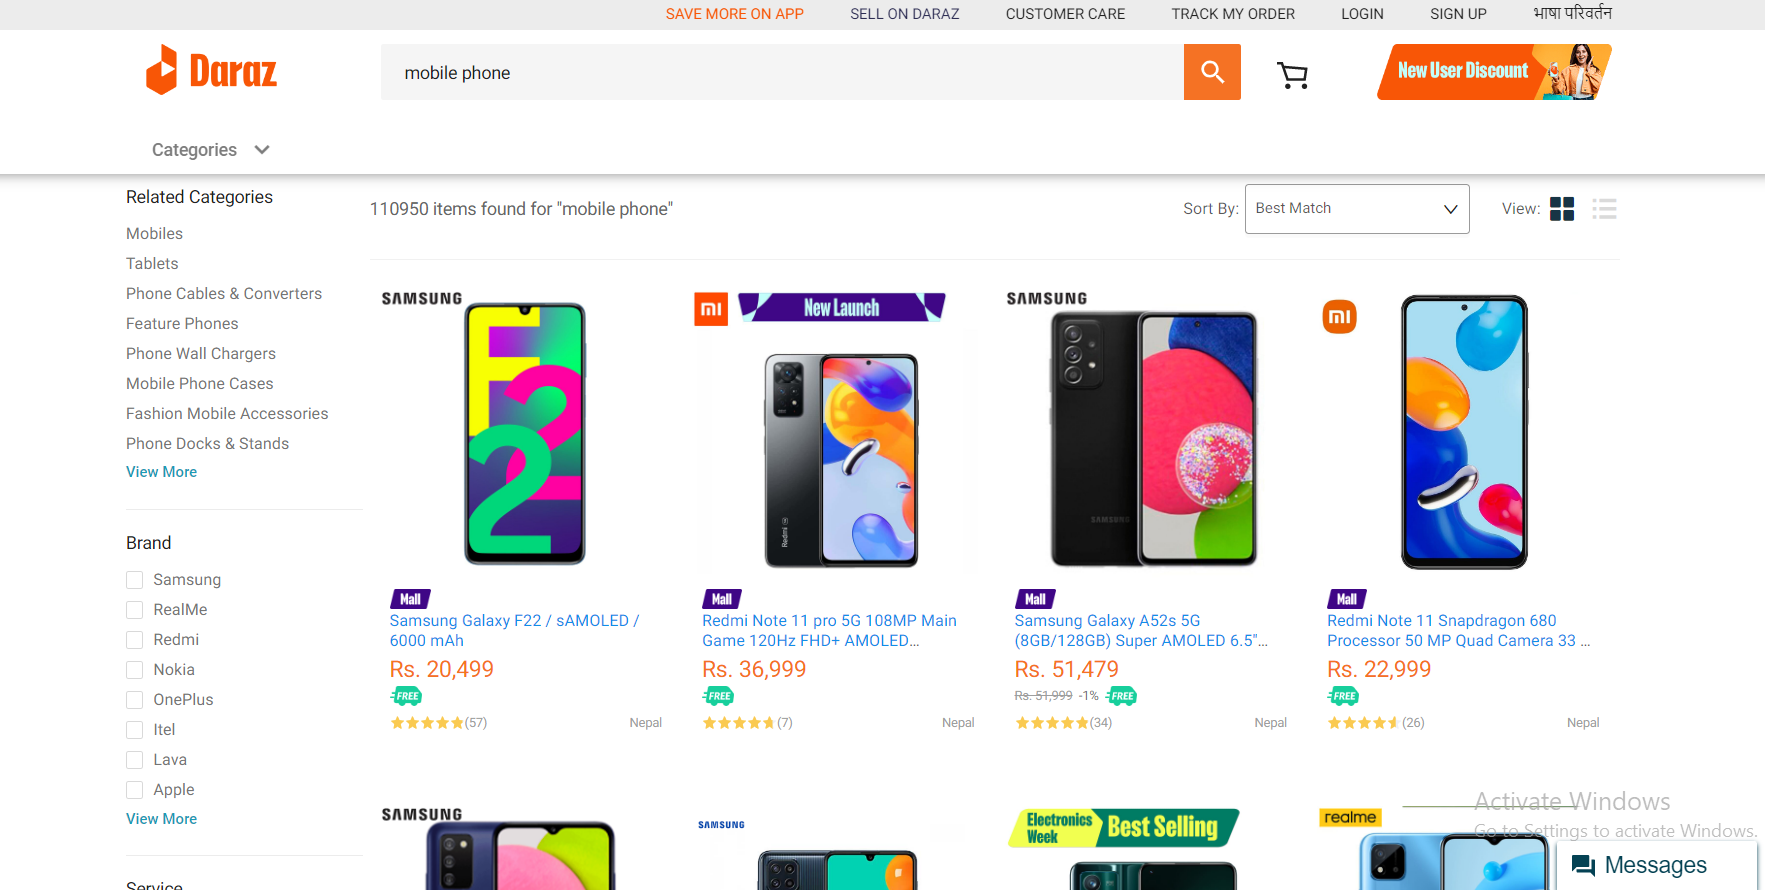 SAVE MORE ON APP SELL ON DARAZ CUSTOMER CARE TRACK MY ORDER LOGIN SIGN UP भाषा परिवर्तन
Daraz
mobile phone
New User Discount
Categories
Related Categories
Mobiles
Tablets
Phone Cables & Converters
Feature Phones
Phone Wall Chargers
Mobile Phone Cases
Fashion Mobile Accessories
Phone Docks & Stands
View More
Brand
Samsung
RealMe
Redmi
Nokia
OnePlus
Itel
Lava
Apple
View More
Service
110950 items found for "mobile phone"
Sort By: Best Match View:
SAMSUNG
F22
Mall
Samsung Galaxy F22 / sAMOLED /
6000 mAh
Rs. 20,499
FREE
(57) Nepal
mi New Launch
Redmi
Mall
Redmi Note 11 pro 5G 108MP Main
Game 120Hz FHD+ AMOLED...
Rs. 36,999
FREE
(7) Nepal
SAMSUNG
SAMSUNG
Mall
Samsung Galaxy A52s 5G
(8GB/128GB) Super AMOLED 6.5"...
Rs. 51,479
Rs. 51,999 -1% FREE
(34) Nepal
mi
Mall
Redmi Note 11 Snapdragon 680
Processor 50 MP Quad Camera 33 ...
Rs. 22,999
FREE
(26) Nepal
SAMSUNG
SAMSUNG
Electronics
Week
Best Selling
realme
Activate Windows
Go to Settings to activate Windows.
Messages